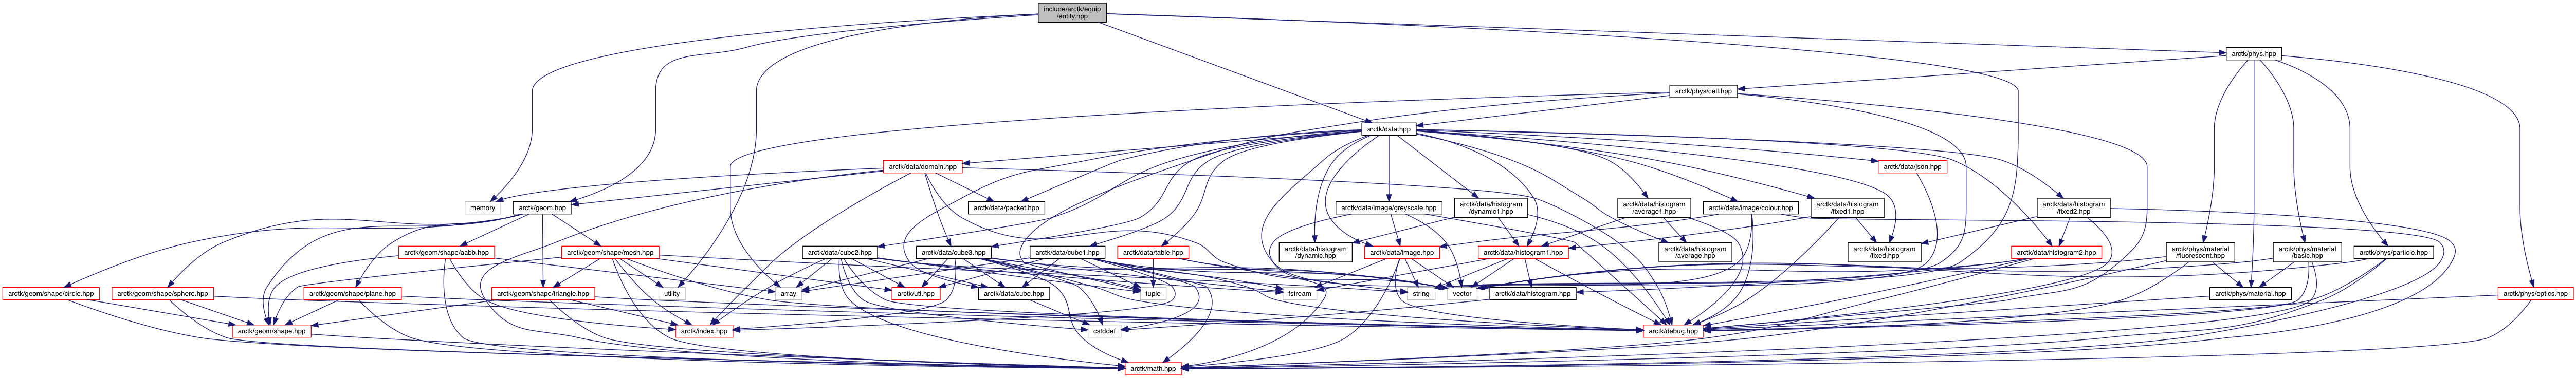 include/arctk/equip
/entity.hpp
arctk/phys.hpp
arctk/phys/cell.hpp
arctk/data.hpp
arctk/data/domain.hpp
arctk/data/json.hpp
memory
arctk/geom.hpp
arctk/data/packet.hpp
arctk/data/image/greyscale.hpp
arctk/data/histogram
/dynamic1.hpp
arctk/data/histogram
/average1.hpp
arctk/data/image/colour.hpp
arctk/data/histogram
/fixed1.hpp
arctk/data/histogram
/fixed2.hpp
arctk/geom/shape/aabb.hpp
arctk/geom/shape/mesh.hpp
arctk/data/cube2.hpp
arctk/data/cube3.hpp
arctk/data/cube1.hpp
arctk/data/table.hpp
arctk/data/histogram
/dynamic.hpp
arctk/data/image.hpp
arctk/data/histogram1.hpp
arctk/data/histogram
/average.hpp
arctk/data/histogram
/fixed.hpp
arctk/data/histogram2.hpp
arctk/phys/material
/fluorescent.hpp
arctk/phys/material
/basic.hpp
arctk/phys/particle.hpp
arctk/geom/shape/circle.hpp
arctk/geom/shape/sphere.hpp
arctk/geom/shape/plane.hpp
arctk/geom/shape/triangle.hpp
utility
array
arctk/utl.hpp
arctk/data/cube.hpp
tuple
fstream
string
vector
arctk/data/histogram.hpp
arctk/phys/material.hpp
arctk/phys/optics.hpp
arctk/geom/shape.hpp
arctk/index.hpp
cstddef
arctk/debug.hpp
arctk/math.hpp